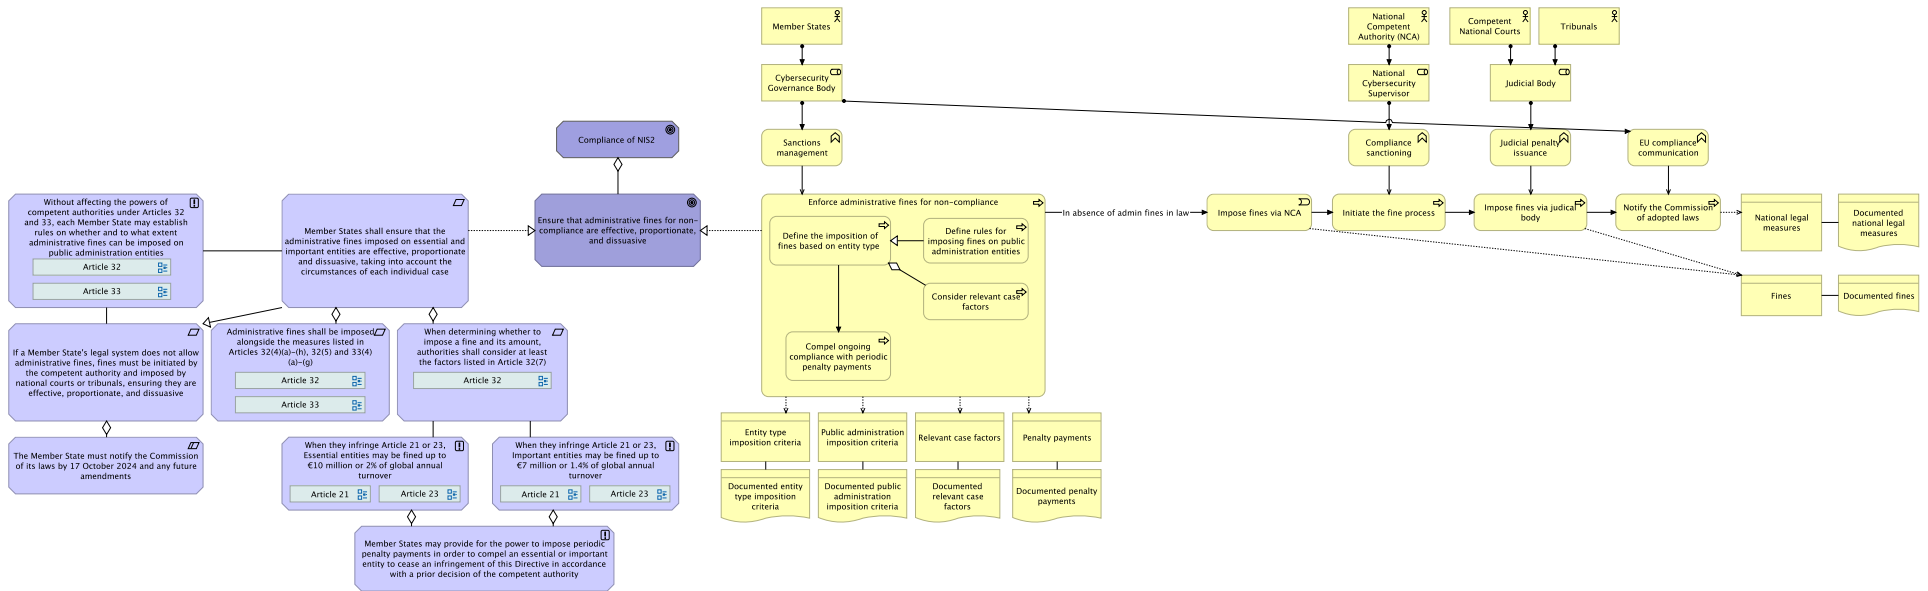 Member States
National
Competent
Authority (NCA)
Competent
National Courts
Tribunals
Cybersecurity
Governance Body
National
Cybersecurity
Supervisor
Judicial Body
Compliance of NIS2
Sanctions
management
Compliance
sanctioning
Judicial penalty
issuance
EU compliance
communication
Without affecting the powers of
competent authorities under Articles 32
and 33, each Member State may establish
rules on whether and to what extent
administrative fines can be imposed on
public administration entities
Article 32
Article 33
Member States shall ensure that the
administrative fines imposed on essential and
important entities are effective, proportionate
and dissuasive, taking into account the
circumstances of each individual case
Ensure that administrative fines for non-
compliance are effective, proportionate,
and dissuasive
Enforce administrative fines for non-compliance
Define the imposition of
fines based on entity type
Define rules for
imposing fines on public
administration entities
Consider relevant case
factors
Compel ongoing
compliance with periodic
penalty payments
In absence of admin fines in law
Impose fines via NCA
Initiate the fine process
Impose fines via judicial
body
Notify the Commission
of adopted laws
National legal
measures
Documented
national legal
measures
Fines
Documented fines
If a Member State's legal system does not allow
administrative fines, fines must be initiated by
the competent authority and imposed by
national courts or tribunals, ensuring they are
effective, proportionate, and dissuasive
Administrative fines shall be imposed
alongside the measures listed in
Articles 32(4)(a)-(h), 32(5) and 33(4)
(a)-(g)
Article 32
Article 33
When determining whether to
impose a fine and its amount,
authorities shall consider at least
the factors listed in Article 32(7)
Article 32
The Member State must notify the Commission
of its laws by 17 October 2024 and any future
amendments
When they infringe Article 21 or 23,
Essential entities may be fined up to
€10 million or 2% of global annual
turnover
Article 21
Article 23
When they infringe Article 21 or 23,
Important entities may be fined up to
€7 million or 1.4% of global annual
turnover
Article 21
Article 23
Member States may provide for the power to impose periodic
penalty payments in order to compel an essential or important
entity to cease an infringement of this Directive in accordance
with a prior decision of the competent authority
Entity type
imposition criteria
Public administration
imposition criteria
Relevant case factors
Penalty payments
Documented entity
type imposition
criteria
Documented public
administration
imposition criteria
Documented
relevant case
factors
Documented penalty
payments